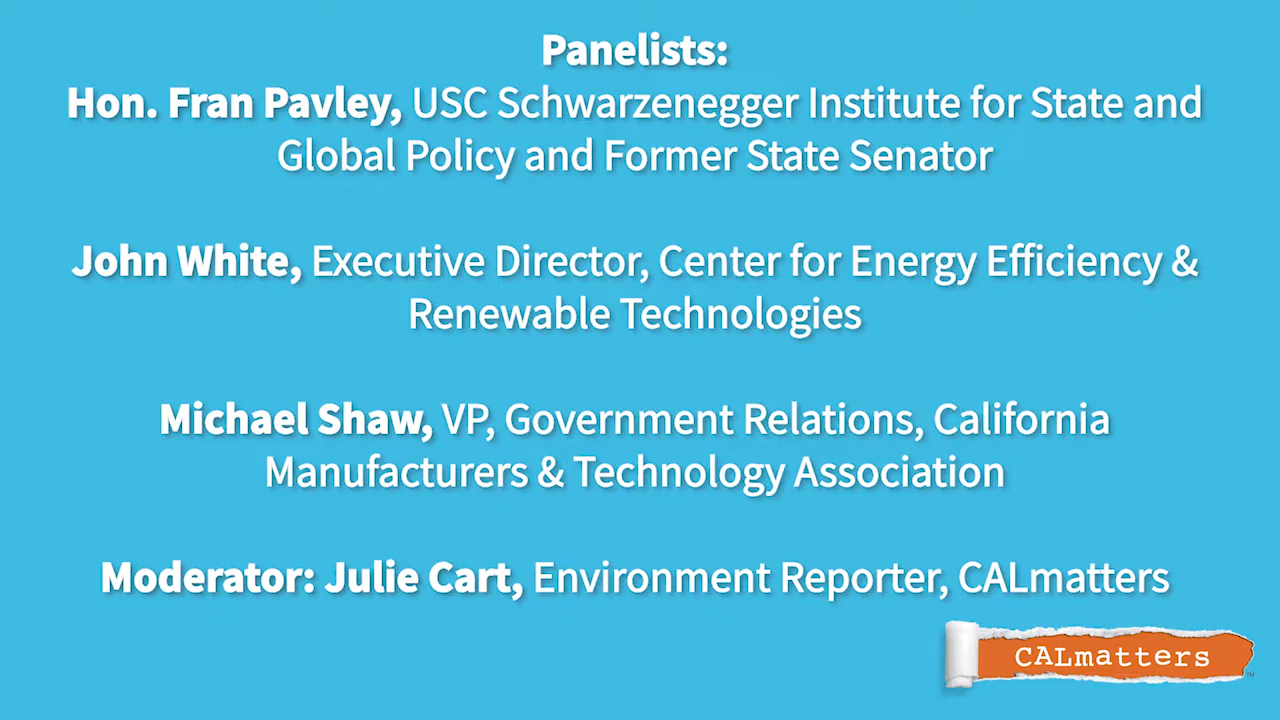 Panelists:
Hon. Fran Pavley, USC Schwarzenegger Institute for State and
Global Policy and Former State Senator
John White, Executive Director, Center for Energy Efficiency &
Renewable Technologies
Michael Shaw, VP, Government Relations, California
Manufacturers & Technology Association
Moderator: Julie Cart, Environment Reporter, CALmatters
CALmatters
TM